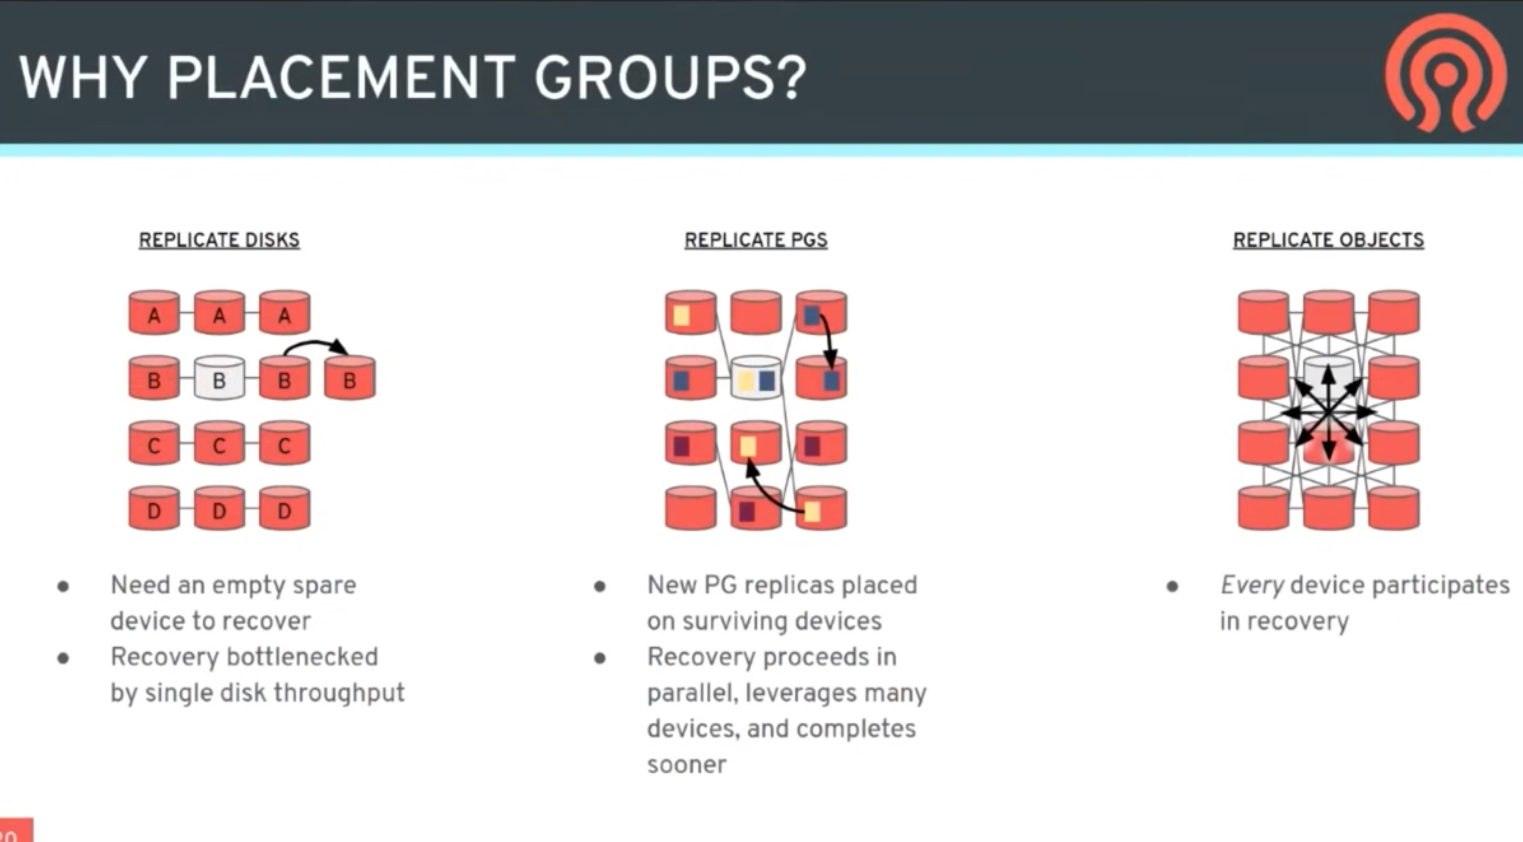 WHY PLACEMENT GROUPS?
REPLICATE DISKS
A A A
B B B B
C C C
D D D
● Need an empty spare
device to recover
● Recovery bottlenecked
by single disk throughput
REPLICATE PGS
● New PG replicas placed
on surviving devices
● Recovery proceeds in
parallel, leverages many
devices, and completes
sooner
REPLICATE OBJECTS
● Every device participates
in recovery